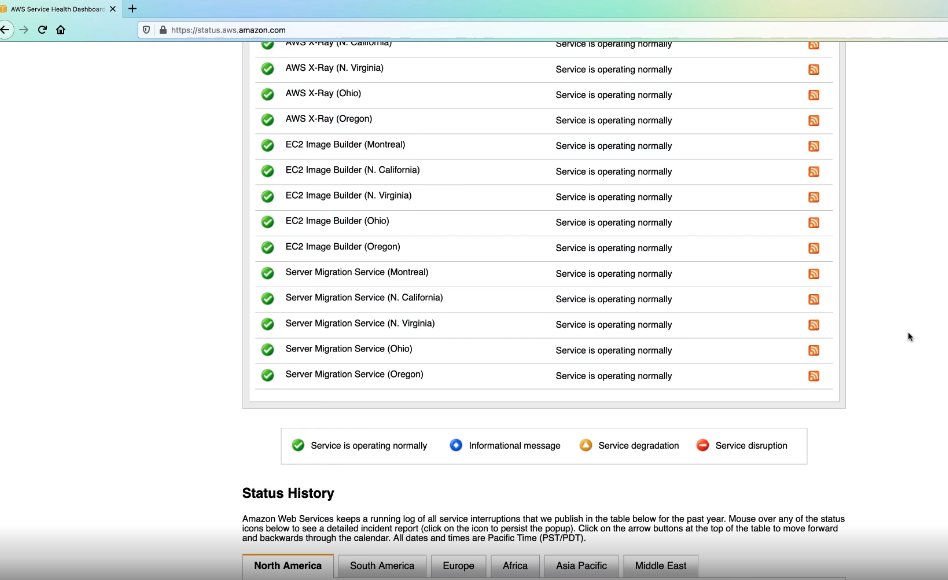 AWS Service Health Dashboard
https://status.aws.amazon.com
AWS X-Ray (N. California) Service is operating normally
AWS X-Ray (N. Virginia) Service is operating normally
AWS X-Ray (Ohio) Service is operating normally
AWS X-Ray (Oregon) Service is operating normally
EC2 Image Builder (Montreal) Service is operating normally
EC2 Image Builder (N. California) Service is operating normally
EC2 Image Builder (N. Virginia) Service is operating normally
EC2 Image Builder (Ohio) Service is operating normally
EC2 Image Builder (Oregon) Service is operating normally
Server Migration Service (Montreal) Service is operating normally
Server Migration Service (N. California) Service is operating normally
Server Migration Service (N. Virginia) Service is operating normally
Server Migration Service (Ohio) Service is operating normally
Server Migration Service (Oregon) Service is operating normally
Service is operating normally Informational message Service degradation Service disruption
Status History
Amazon Web Services keeps a running log of all service interruptions that we publish in the table below for the past year. Mouse over any of the status
icons below to see a detailed incident report (click on the icon to persist the popup). Click on the arrow buttons at the top of the table to move forward
and backwards through the calendar. All dates and times are Pacific Time (PST/PDT).
North America South America Europe Africa Asia Pacific Middle East